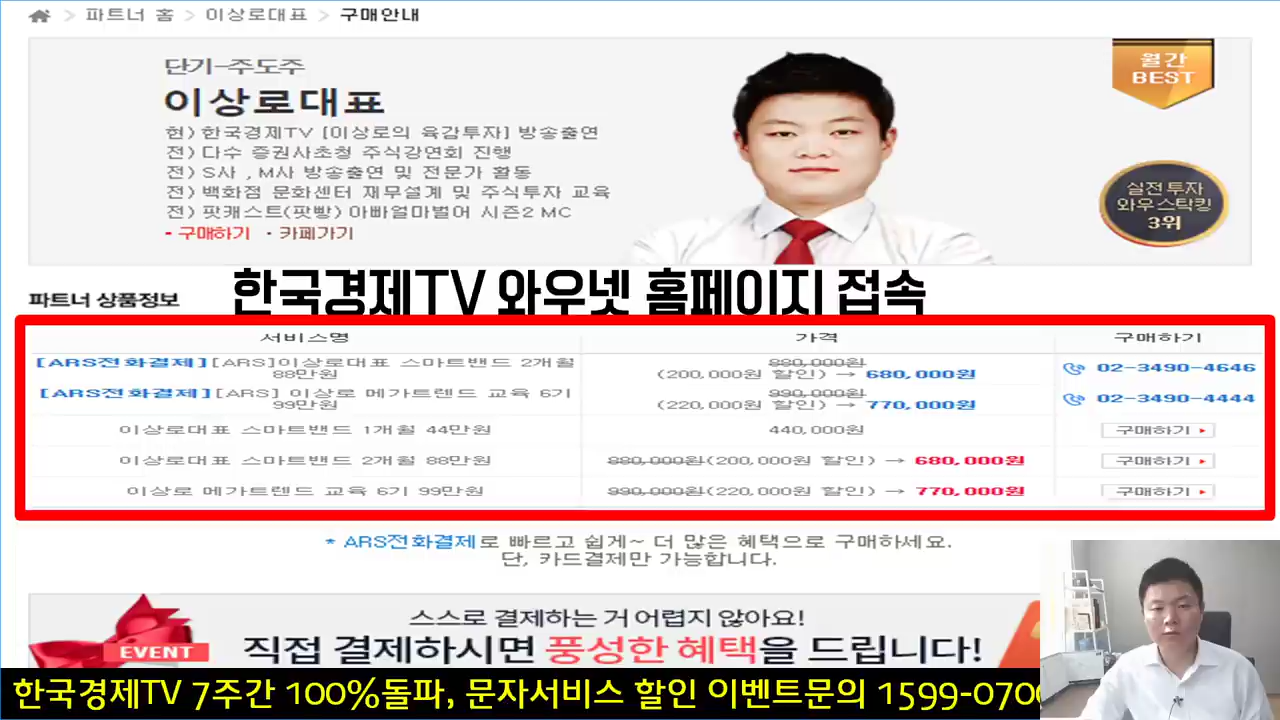 파트너 홈 > 이상로대표 > 구매안내
단기-주도주
이상로대표
현) 한국경제TV [이상로의 육감투자] 방송출연
전) 다수 증권사초청 주식강연회 진행
전) S사 , M사 방송출연 및 전문가 활동
전) 백화점 문화센터 재무설계 및 주식투자 교육
전) 팟캐스트(팟빵) 아빠얼마벌어 시즌2 MC
- 구매하기 · 카페가기
월간
BEST
실전투자
와우 스탁킹
3위
파트너 상품정보
한국경제TV 와우넷 홈페이지 접속
서비스명 가격 구매하기
[ARS전화결제][ARS]이상로대표 스마트밴드 2개월
88만원
880,000원
(200,000원 할인) → 680,000원
02-3490-4646
[ARS전화결제][ARS] 이상로 메가트렌드 교육 6기
99만원
990,000원
(220,000원 할인) → 770,000원
02-3490-4444
이상로대표 스마트밴드 1개월 44만원 440,000원 구매하기
이상로대표 스마트밴드 2개월 88만원 880,000원(200,000원 할인) → 680,000원 구매하기
이상로 메가트렌드 교육 6기 99만원 990,000원(220,000원 할인) → 770,000원 구매하기
* ARS전화결제로 빠르고 쉽게~ 더 많은 혜택으로 구매하세요.
단, 카드결제만 가능합니다.
EVENT
스스로 결제하는 거 어렵지 않아요!
직접 결제하시면 풍성한 혜택을 드립니다!
한국경제TV 7주간 100%돌파, 문자서비스 할인 이벤트문의 1599-070